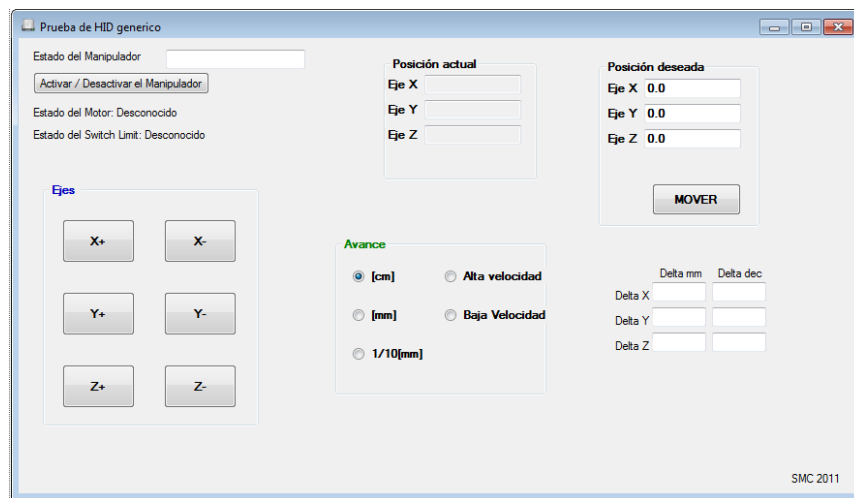 Prueba de HID generico
Estado del Manipulador
Activar / Desactivar el Manipulador
Estado del Motor: Desconocido
Estado del Switch Limit: Desconocido
Posición actual
Eje X
Eje Y
Eje Z
Posición deseada
Eje X 0.0
Eje Y 0.0
Eje Z 0.0
MOVER
Ejes
X+ X-
Y+ Y-
Z+ Z-
Avance
[cm] Alta velocidad
[mm] Baja Velocidad
1/10[mm]
Delta mm Delta dec
Delta X
Delta Y
Delta Z
SMC 2011